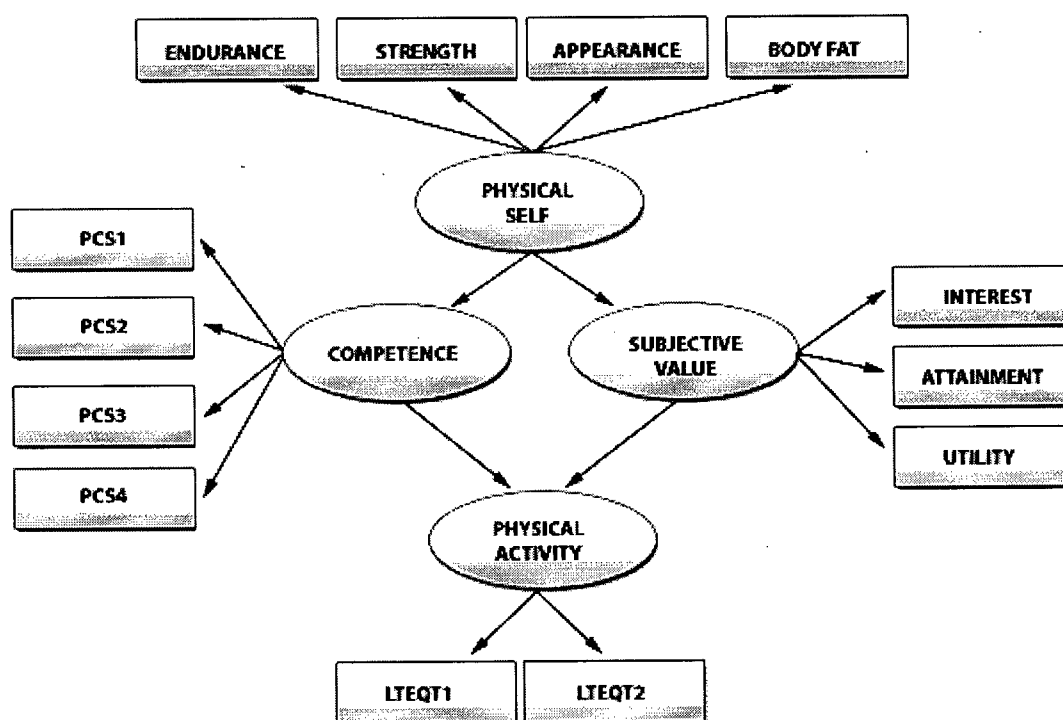 ENDURANCE
STRENGTH
APPEARANCE
BODY FAT
PHYSICAL
SELF
PCS1
PCS2
PCS3
PCS4
COMPETENCE
SUBJECTIVE
VALUE
INTEREST
ATTAINMENT
UTILITY
PHYSICAL
ACTIVITY
LTEQT1
LTEQT2